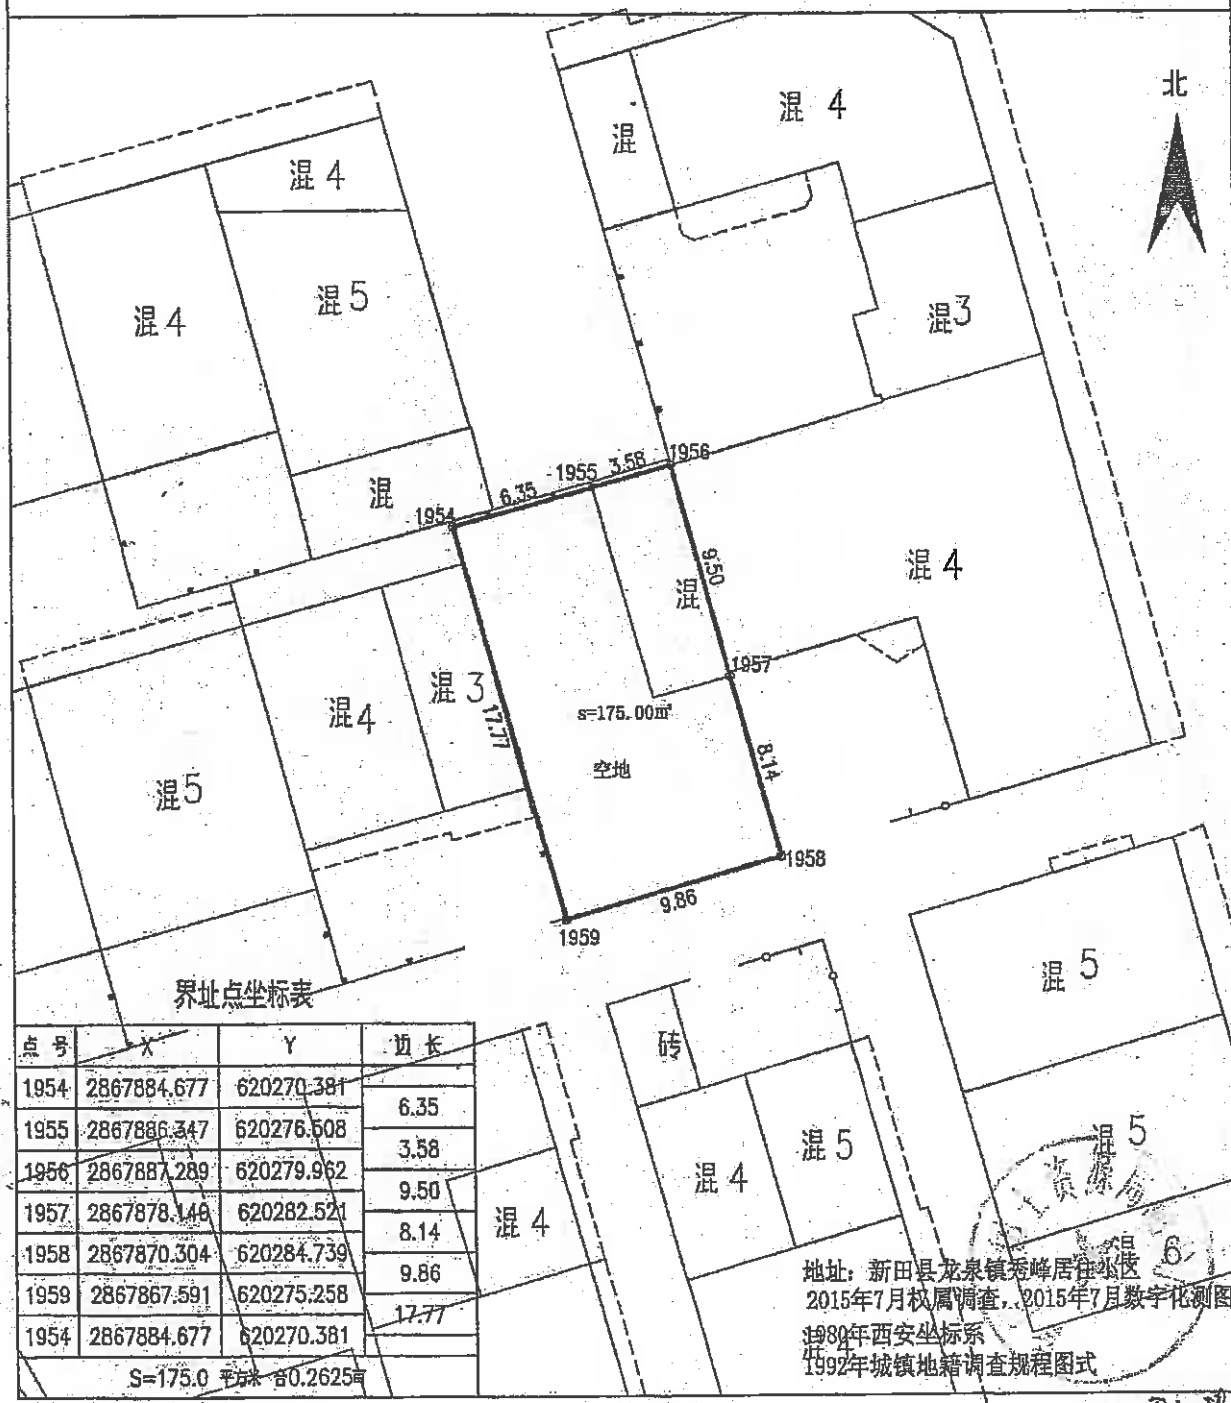 北
混 4
混
混 4
混 4
混 5
混3
1956
3.58
1955
6.35
混
1954
9.50
混 4
混
1957
混 3
混4
17.77
s=175.00㎡
8.14
空地
混5
1958
9.86
1959
混 5
界址点坐标表
砖
点 号 X Y 边 长
1954 2867884.677 620270.381
6.35
1955 2867886.347 620276.508
3.58
1956 2867887.289 620279.962
9.50
1957 2867878.140 620282.521
8.14
1958 2867870.304 620284.739
9.86
1959 2867867.591 620275.258
17.77
1954 2867884.677 620270.381
S=175.0 平方米 合0.2625亩
混 5
混 5
混 4
混 4
混 6
地址：新田县龙泉镇秀峰居住小区
2015年7月权属调查，2015年7月数字化测图
1980年西安坐标系
混 4
1992年城镇地籍调查规程图式